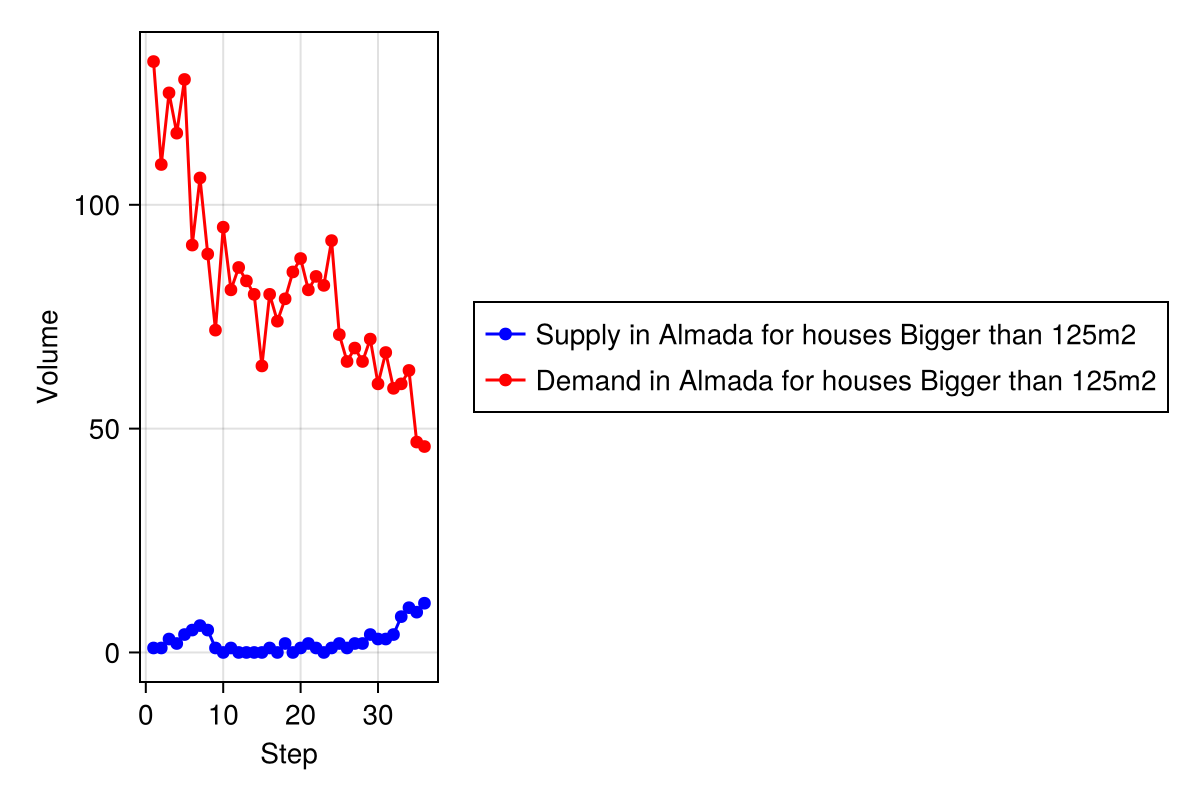 100
50
0
0 10 20 30
Step
Volume
Supply in Almada for houses Bigger than 125m2
Demand in Almada for houses Bigger than 125m2